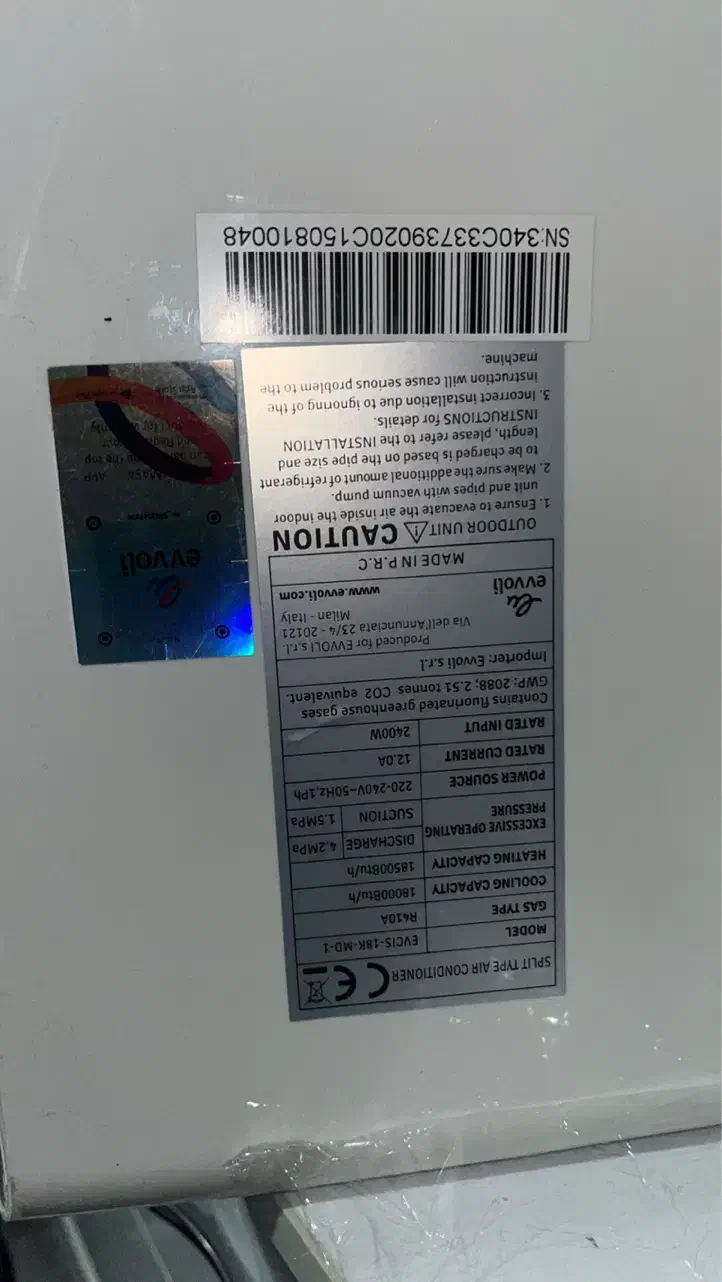 SPLIT TYPE AIR CONDITIONER CE
MODEL EVCIS-18K-MD-1
GAS TYPE R410A
COOLING CAPACITY 18000Btu/h
HEATING CAPACITY 18500Btu/h
EXCESSIVE OPERATING PRESSURE DISCHARGE 4.2MPa
SUCTION 1.5MPa
POWER SOURCE 220-240V~50Hz,1Ph
RATED CURRENT 12.0A
RATED INPUT 2400W
Contains fluorinated greenhouse gases
GWP: 2088; 2.51 tonnes CO2 equivalent.
Importer: Evvoli s.r.l
Produced for EVVOLI s.r.l.
Via dell'Annunciata 23/4 - 20121
Milan - Italy
evvoli www.evvoli.com
MADE IN P.R.C
OUTDOOR UNIT CAUTION
1. Ensure to evacuate the air inside the indoor
unit and pipes with vacuum pump.
2. Make sure the additional amount of refrigerant
to be charged is based on the pipe size and
length, please refer to the INSTALLATION
INSTRUCTIONS for details.
3. Incorrect installation due to ignoring of the
instruction will cause serious problem to the
machine.
SN:340C33739020C150810048
evvoli